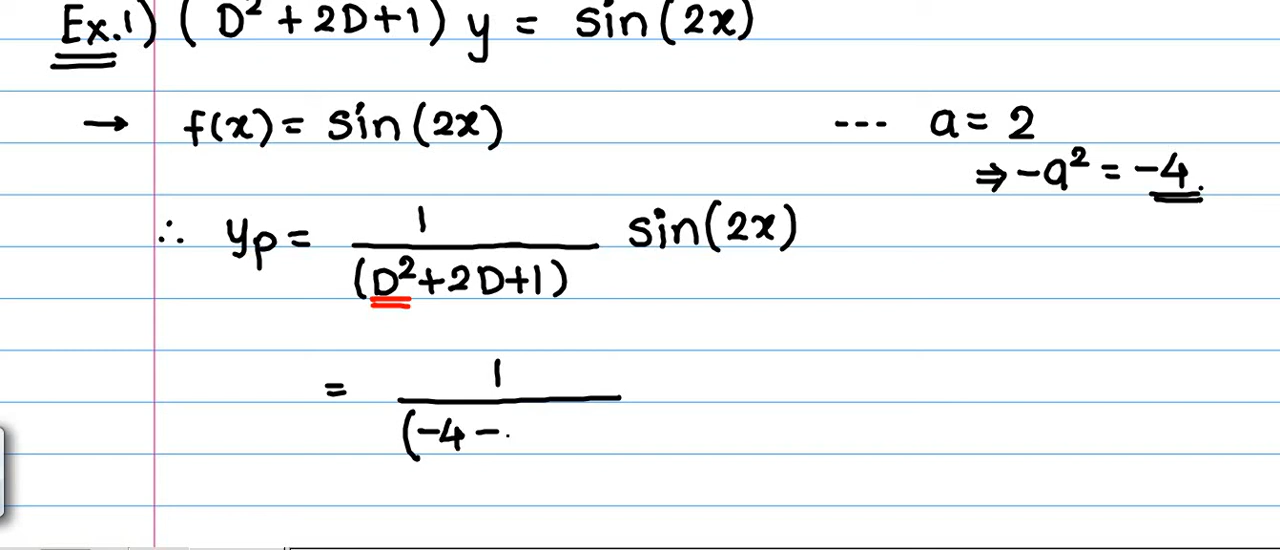 Ex.1) (D²+2D+1) y = sin(2x)
→ f(x) = sin(2x) --- a = 2
⇒ -a² = -4.
∴ yp = 1/(D²+2D+1) sin(2x)
= 1/(-4 -